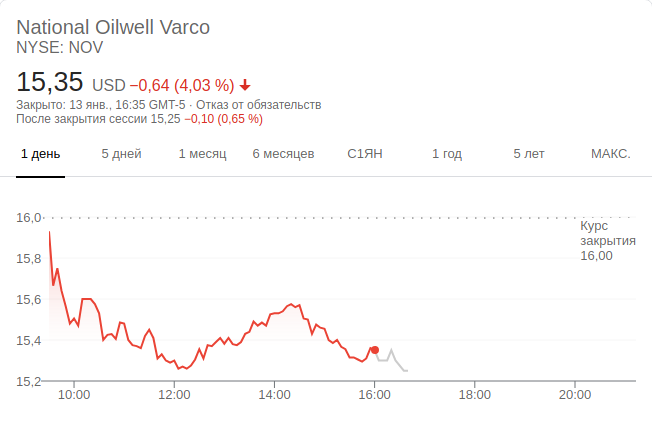 National Oilwell Varco
NYSE: NOV
15,35 USD −0,64 (4,03 %)
Закрыто: 13 янв., 16:35 GMT-5 · Отказ от обязательств
После закрытия сессии 15,25 −0,10 (0,65 %)
1 день 5 дней 1 месяц 6 месяцев С1ЯН 1 год 5 лет МАКС.
16,0
Курс
закрытия
16,00
15,8
15,6
15,4
15,2
10:00 12:00 14:00 16:00 18:00 20:00